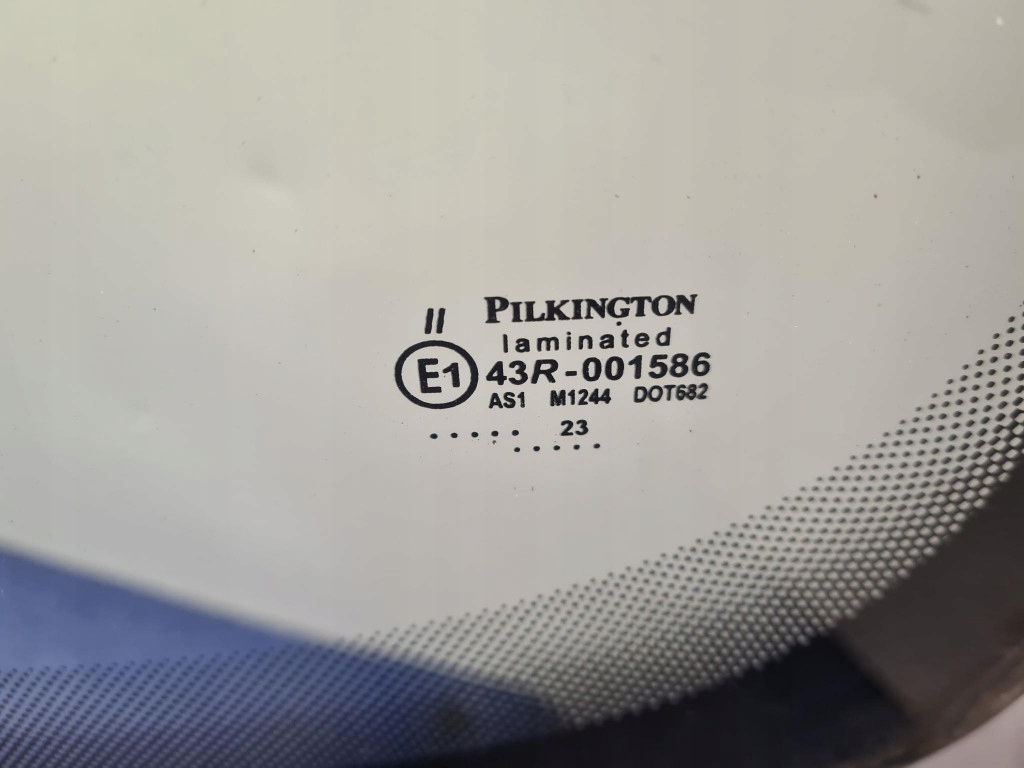 PILKINGTON
II
laminated
E1 43R-001586
AS1 M1244 DOT682
..... 23
.....